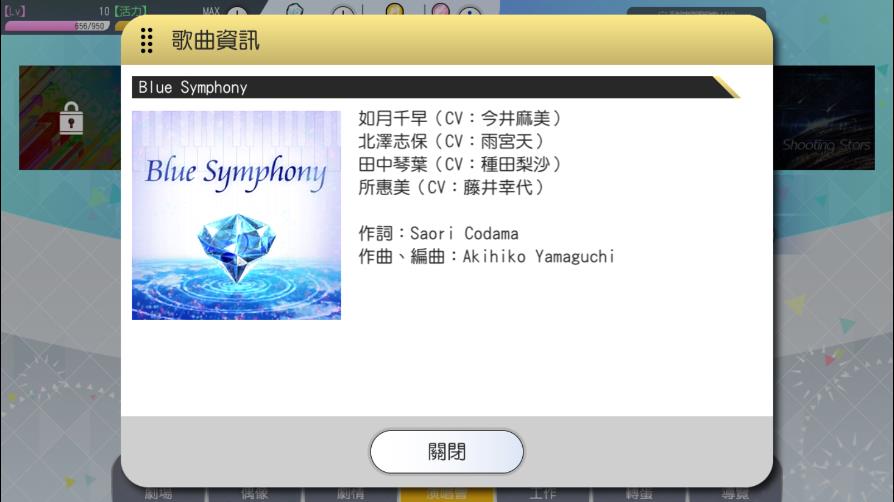 【Lv】
10【活力】
MAX
656/950
歌曲資訊
Blue Symphony
如月千早（CV：今井麻美）
北澤志保（CV：雨宮天）
田中琴葉（CV：種田梨沙）
所惠美（CV：藤井幸代）
作詞：Saori Codama
作曲、編曲：Akihiko Yamaguchi
Blue Symphony
Shooting Stars
關閉
劇場
偶像
劇情
演唱會
工作
轉蛋
導覽